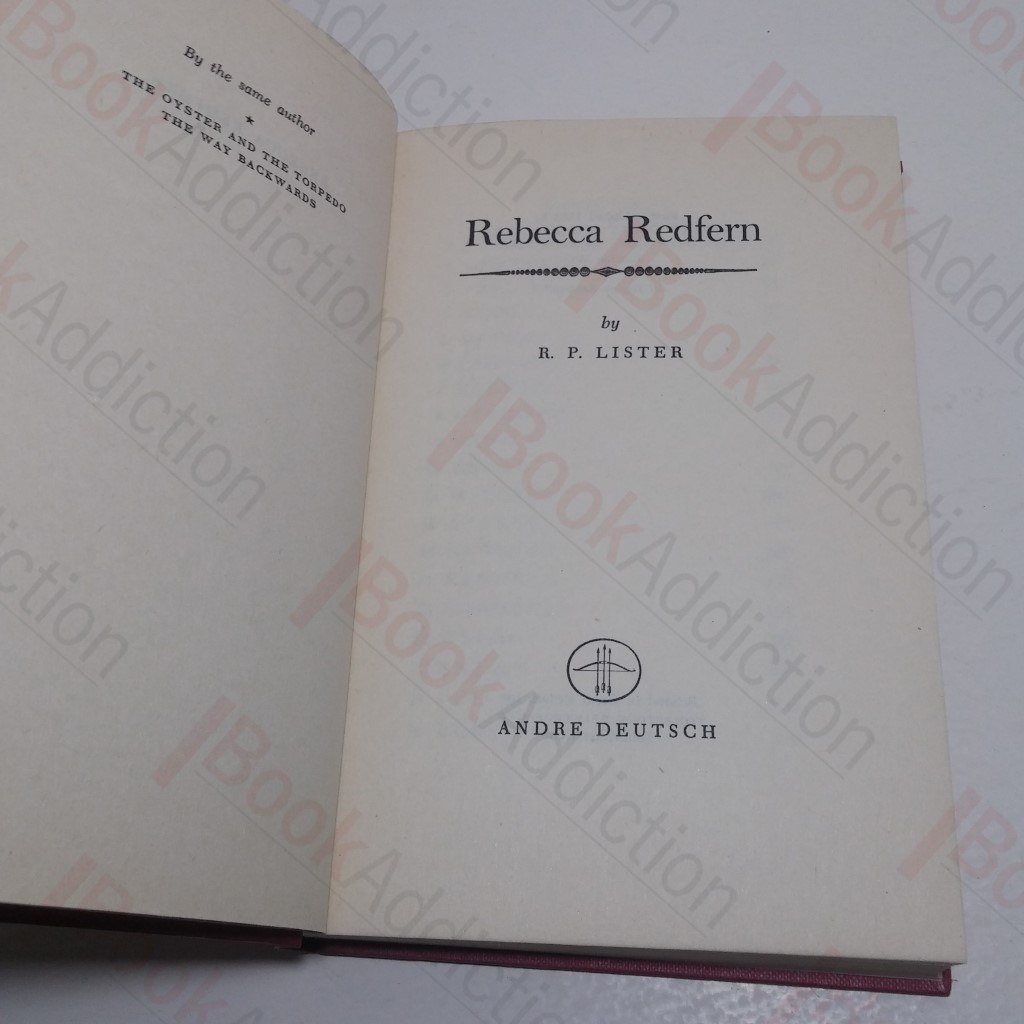 By the same author
THE OYSTER AND THE TORPEDO
THE WAY BACKWARDS
Rebecca Redfern
by
R. P. LISTER
ANDRE DEUTSCH
BookAddiction